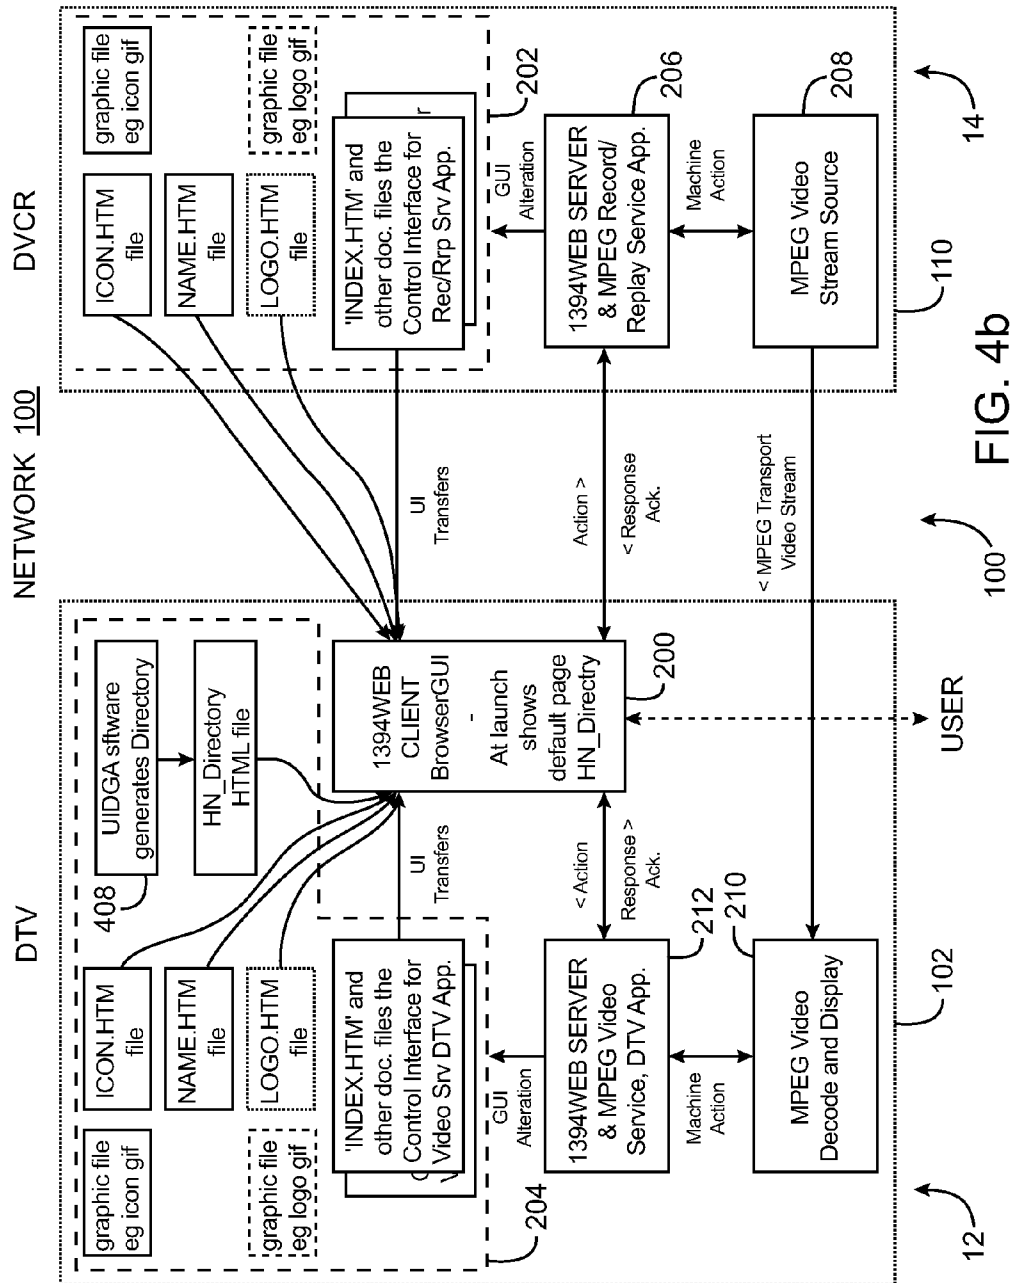 DTV
NETWORK 100
DVCR
graphic file
eg icon gif
ICON.HTM
file
UIDGA sftware
generates Directory
408
HN_Directory
HTML file
NAME.HTM
file
graphic file
eg logo gif
LOGO.HTM
file
204
'INDEX.HTM' and
other doc. files the
Control Interface for
Video Srv DTV App.
UI
Transfers
1394WEB
CLIENT
BrowserGUI
-
At launch
shows
default page
HN_Directry
200
UI
Transfers
ICON.HTM
file
graphic file
eg icon gif
NAME.HTM
file
LOGO.HTM
file
graphic file
eg logo gif
'INDEX.HTM' and
other doc. files the
Control Interface for
Rec/Rrp Srv App.
r
202
GUI
Alteration
1394WEB SERVER
& MPEG Video
Service, DTV App.
212
< Action
Response >
Ack.
Action >
< Response
Ack.
GUI
Alteration
1394WEB SERVER
& MPEG Record/
Replay Service App.
206
Machine
Action
210
MPEG Video
Decode and Display
< MPEG Transport
Video Stream
Machine
Action
MPEG Video
Stream Source
208
12
102
USER
100
110
14
FIG. 4b